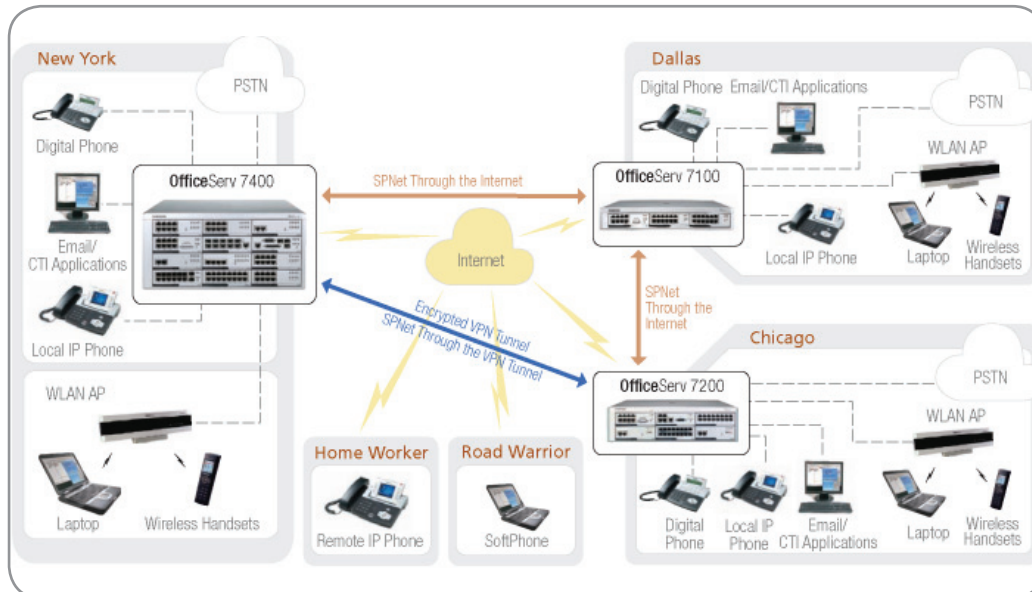 New York
PSTN
Digital Phone
OfficeServ 7400
Email/
CTI Applications
Local IP Phone
WLAN AP
Laptop
Wireless Handsets
SPNet Through the Internet
Internet
Encrypted VPN Tunnel
SPNet Through the VPN Tunnel
SPNet
Through the
Internet
Home Worker
Remote IP Phone
Road Warrior
SoftPhone
Dallas
Digital Phone
Email/CTI Applications
PSTN
WLAN AP
OfficeServ 7100
Local IP Phone
Laptop
Wireless
Handsets
Chicago
PSTN
OfficeServ 7200
WLAN AP
Digital
Phone
Local IP
Phone
Email/
CTI Applications
Laptop
Wireless
Handsets